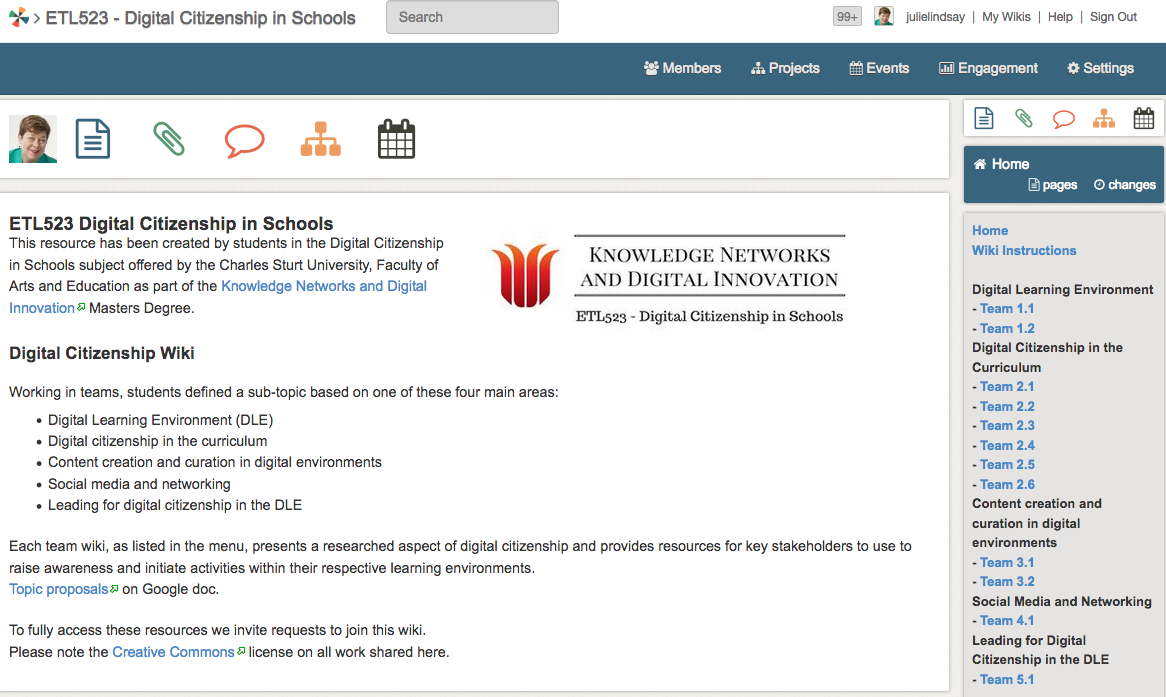 ETL523 - Digital Citizenship in Schools
Search
99+
julielindsay | My Wikis | Help | Sign Out
Members
Projects
Events
Engagement
Settings
ETL523 Digital Citizenship in Schools
This resource has been created by students in the Digital Citizenship
in Schools subject offered by the Charles Sturt University, Faculty of
Arts and Education as part of the Knowledge Networks and Digital
Innovation Masters Degree.
KNOWLEDGE NETWORKS
AND DIGITAL INNOVATION
ETL523 - Digital Citizenship in Schools
Digital Citizenship Wiki
Working in teams, students defined a sub-topic based on one of these four main areas:
• Digital Learning Environment (DLE)
• Digital citizenship in the curriculum
• Content creation and curation in digital environments
• Social media and networking
• Leading for digital citizenship in the DLE
Each team wiki, as listed in the menu, presents a researched aspect of digital citizenship and provides resources for key stakeholders to use to
raise awareness and initiate activities within their respective learning environments.
Topic proposals on Google doc.
To fully access these resources we invite requests to join this wiki.
Please note the Creative Commons license on all work shared here.
Home
pages
changes
Home
Wiki Instructions
Digital Learning Environment
- Team 1.1
- Team 1.2
Digital Citizenship in the
Curriculum
- Team 2.1
- Team 2.2
- Team 2.3
- Team 2.4
- Team 2.5
- Team 2.6
Content creation and
curation in digital
environments
- Team 3.1
- Team 3.2
Social Media and Networking
- Team 4.1
Leading for Digital
Citizenship in the DLE
- Team 5.1